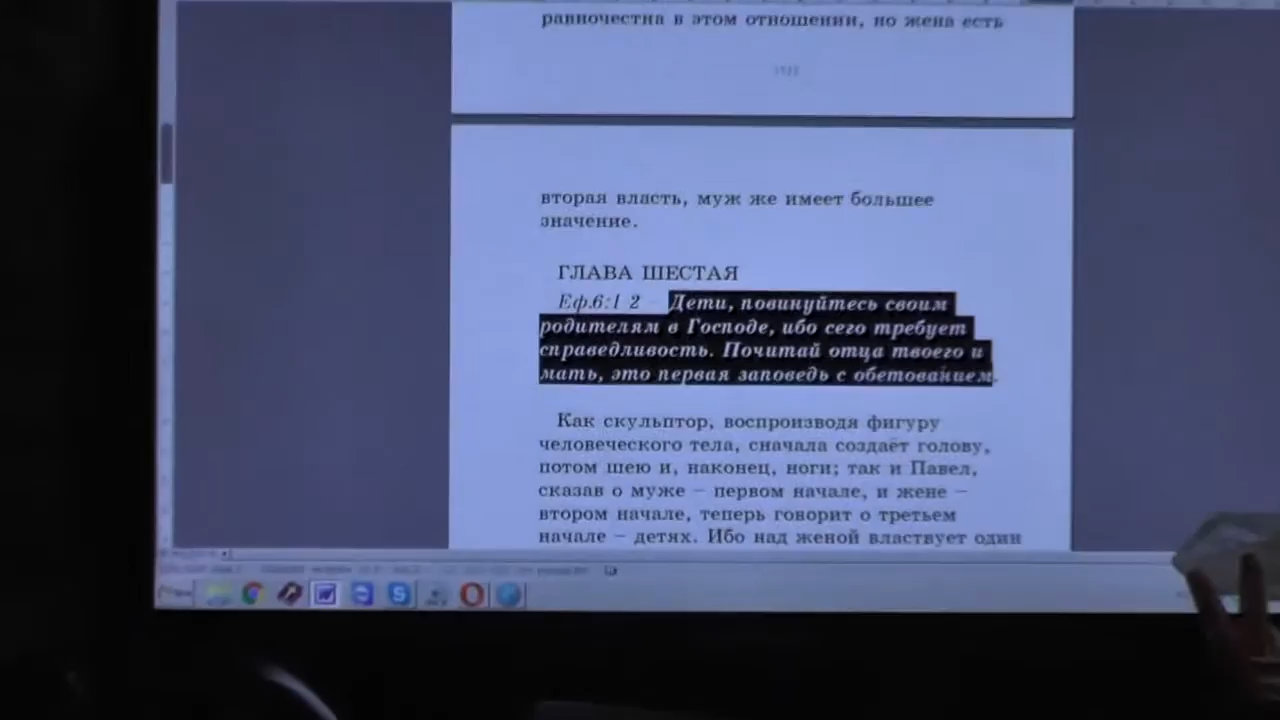 равночестна в этом отношении, но жена есть
вторая власть, муж же имеет большее
значение.
ГЛАВА ШЕСТАЯ
Еф.6:1 2 – Дети, повинуйтесь своим
родителям в Господе, ибо сего требует
справедливость. Почитай отца твоего и
мать, это первая заповедь с обетованием.
Как скульптор, воспроизводя фигуру
человеческого тела, сначала создаёт голову,
потом шею и, наконец, ноги; так и Павел,
сказав о муже – первом начале, и жене –
втором начале, теперь говорит о третьем
начале – детях. Ибо над женой властвует один